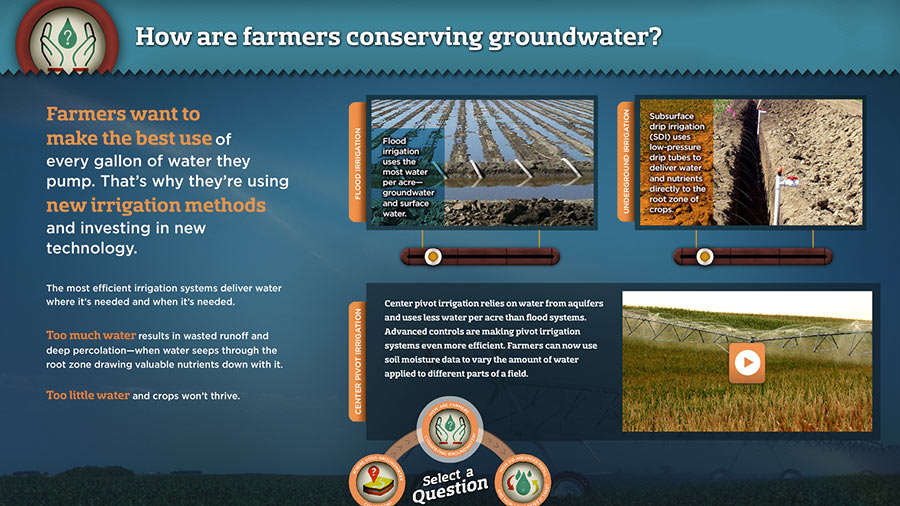 ?
How are farmers conserving groundwater?
Farmers want to
make the best use of
every gallon of water they
pump. That's why they're using
new irrigation methods
and investing in new
technology.
The most efficient irrigation systems deliver water
where it's needed and when it's needed.
Too much water results in wasted runoff and
deep percolation—when water seeps through the
root zone drawing valuable nutrients down with it.
Too little water and crops won't thrive.
FLOOD IRRIGATION
Flood
irrigation
uses the
most water
per acre—
groundwater
and surface
water.
UNDERGROUND IRRIGATION
Subsurface
drip irrigation
(SDI) uses
low-pressure
drip tubes to
deliver water
and nutrients
directly to the
root zone of
crops.
CENTER PIVOT IRRIGATION
Center pivot irrigation relies on water from aquifers
and uses less water per acre than flood systems.
Advanced controls are making pivot irrigation
systems even more efficient. Farmers can now use
soil moisture data to vary the amount of water
applied to different parts of a field.
HOW ARE FARMERS
CONSERVING GROUNDWATER?
?
?
?
Select a
Question